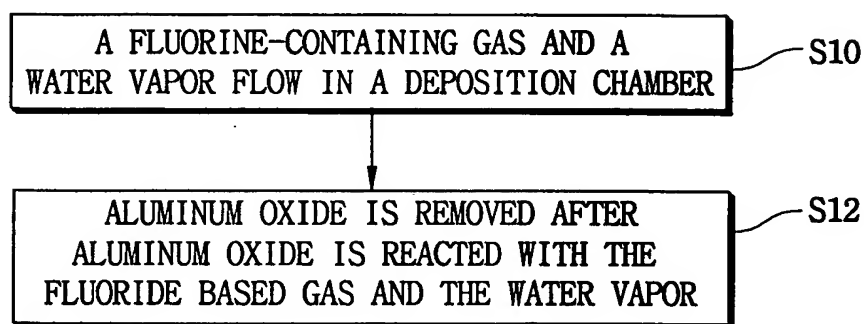 A FLUORINE-CONTAINING GAS AND A
WATER VAPOR FLOW IN A DEPOSITION CHAMBER
S10
ALUMINUM OXIDE IS REMOVED AFTER
ALUMINUM OXIDE IS REACTED WITH THE
FLUORIDE BASED GAS AND THE WATER VAPOR
S12